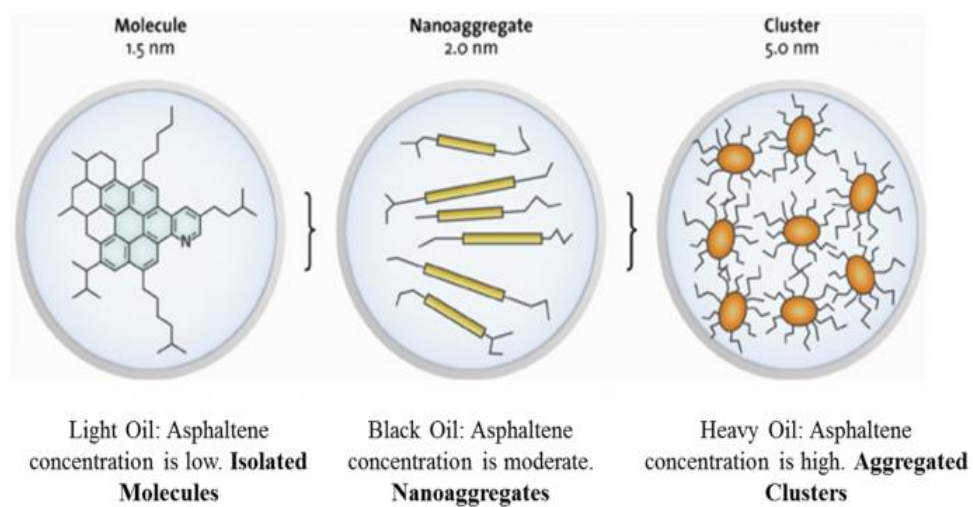 Molecule
1.5 nm
Nanoaggregate
2.0 nm
Cluster
5.0 nm
N
Light Oil: Asphaltene
concentration is low. Isolated
Molecules
Black Oil: Asphaltene
concentration is moderate.
Nanoaggregates
Heavy Oil: Asphaltene
concentration is high. Aggregated
Clusters